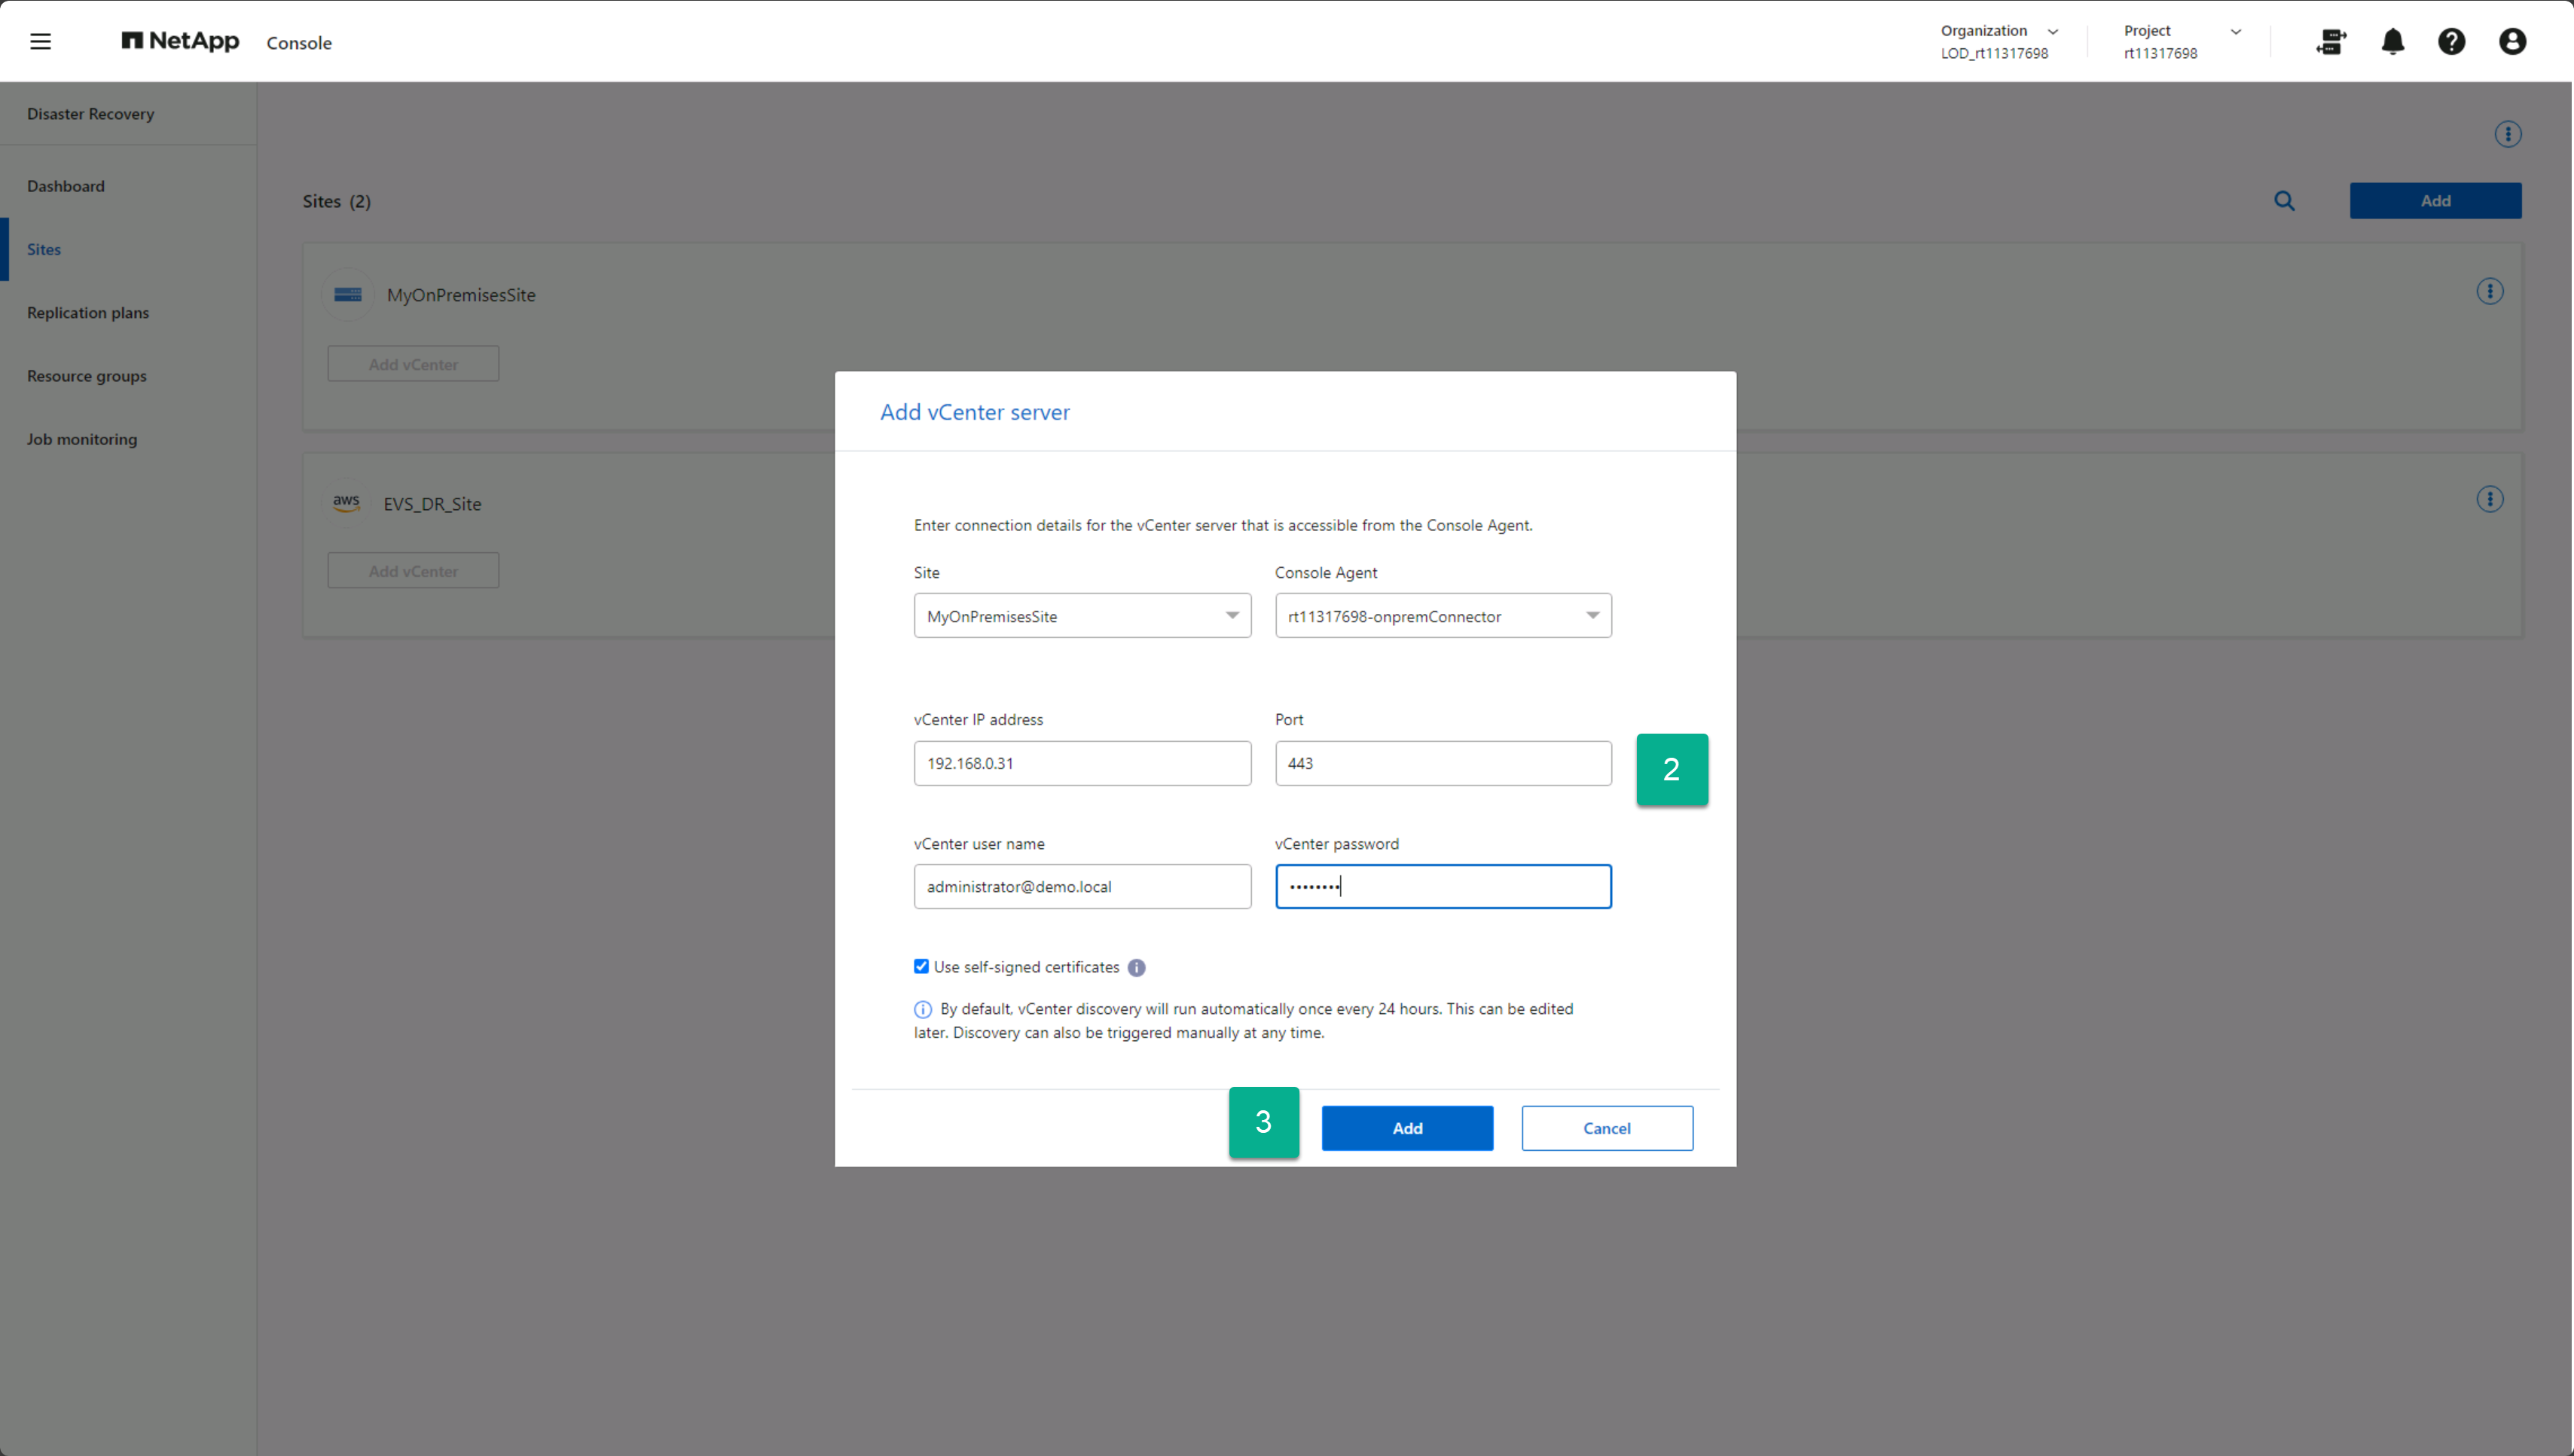 NetApp Console
Organization
LOD_rt11317698
Project
rt11317698
Disaster Recovery
Dashboard
Sites
Replication plans
Resource groups
Job monitoring
Sites (2)
Add
MyOnPremisesSite
Add vCenter
aws EVS_DR_Site
Add vCenter
Add vCenter server
Enter connection details for the vCenter server that is accessible from the Console Agent.
Site
Console Agent
MyOnPremisesSite
rt11317698-onpremConnector
vCenter IP address
Port
192.168.0.31
443
2
vCenter user name
vCenter password
administrator@demo.local
••••••••
Use self-signed certificates
By default, vCenter discovery will run automatically once every 24 hours. This can be edited
later. Discovery can also be triggered manually at any time.
3
Add
Cancel